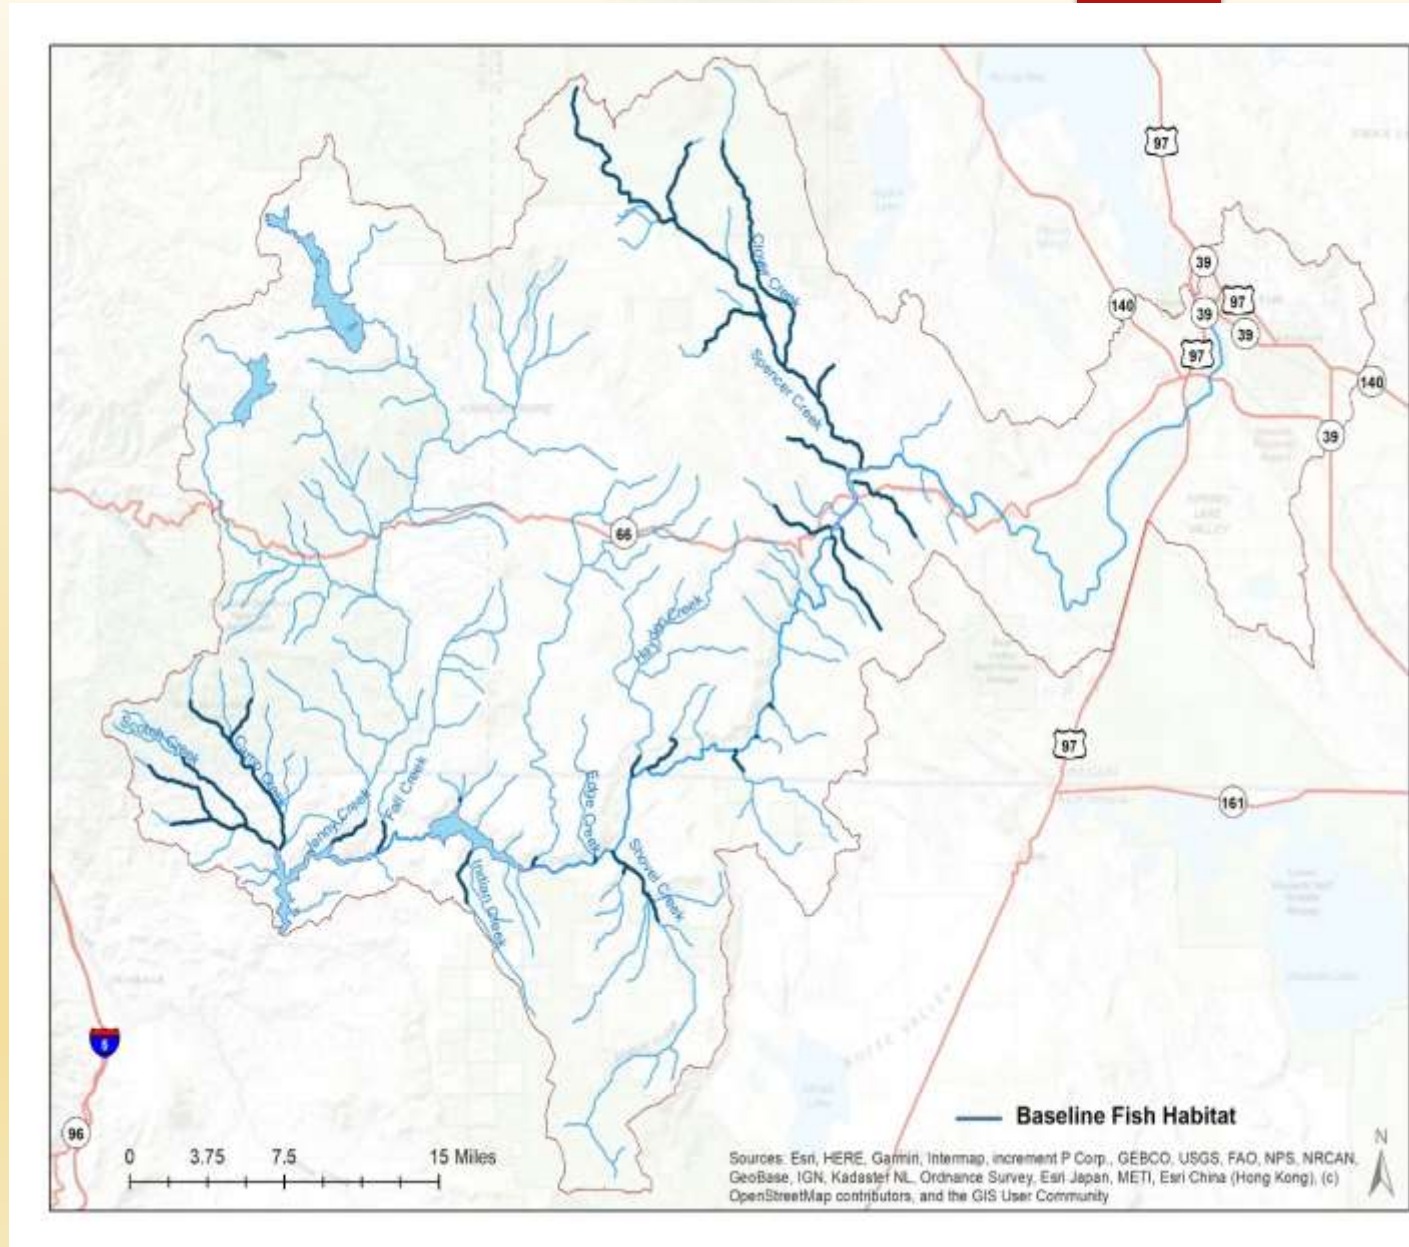 97
39
97
39
39
140
97
140
39
Clover Creek
Spencer Creek
66
Hayden Creek
Scotch Creek
Camp Creek
Jenny Creek
Fall Creek
Edge Creek
Shovel Creek
Indian Creek
97
161
5
96
Baseline Fish Habitat
0 3.75 7.5 15 Miles
N
Sources: Esri, HERE, Garmin, Intermap, increment P Corp., GEBCO, USGS, FAO, NPS, NRCAN,
GeoBase, IGN, Kadaster NL, Ordnance Survey, Esri Japan, METI, Esri China (Hong Kong), (c)
OpenStreetMap contributors, and the GIS User Community